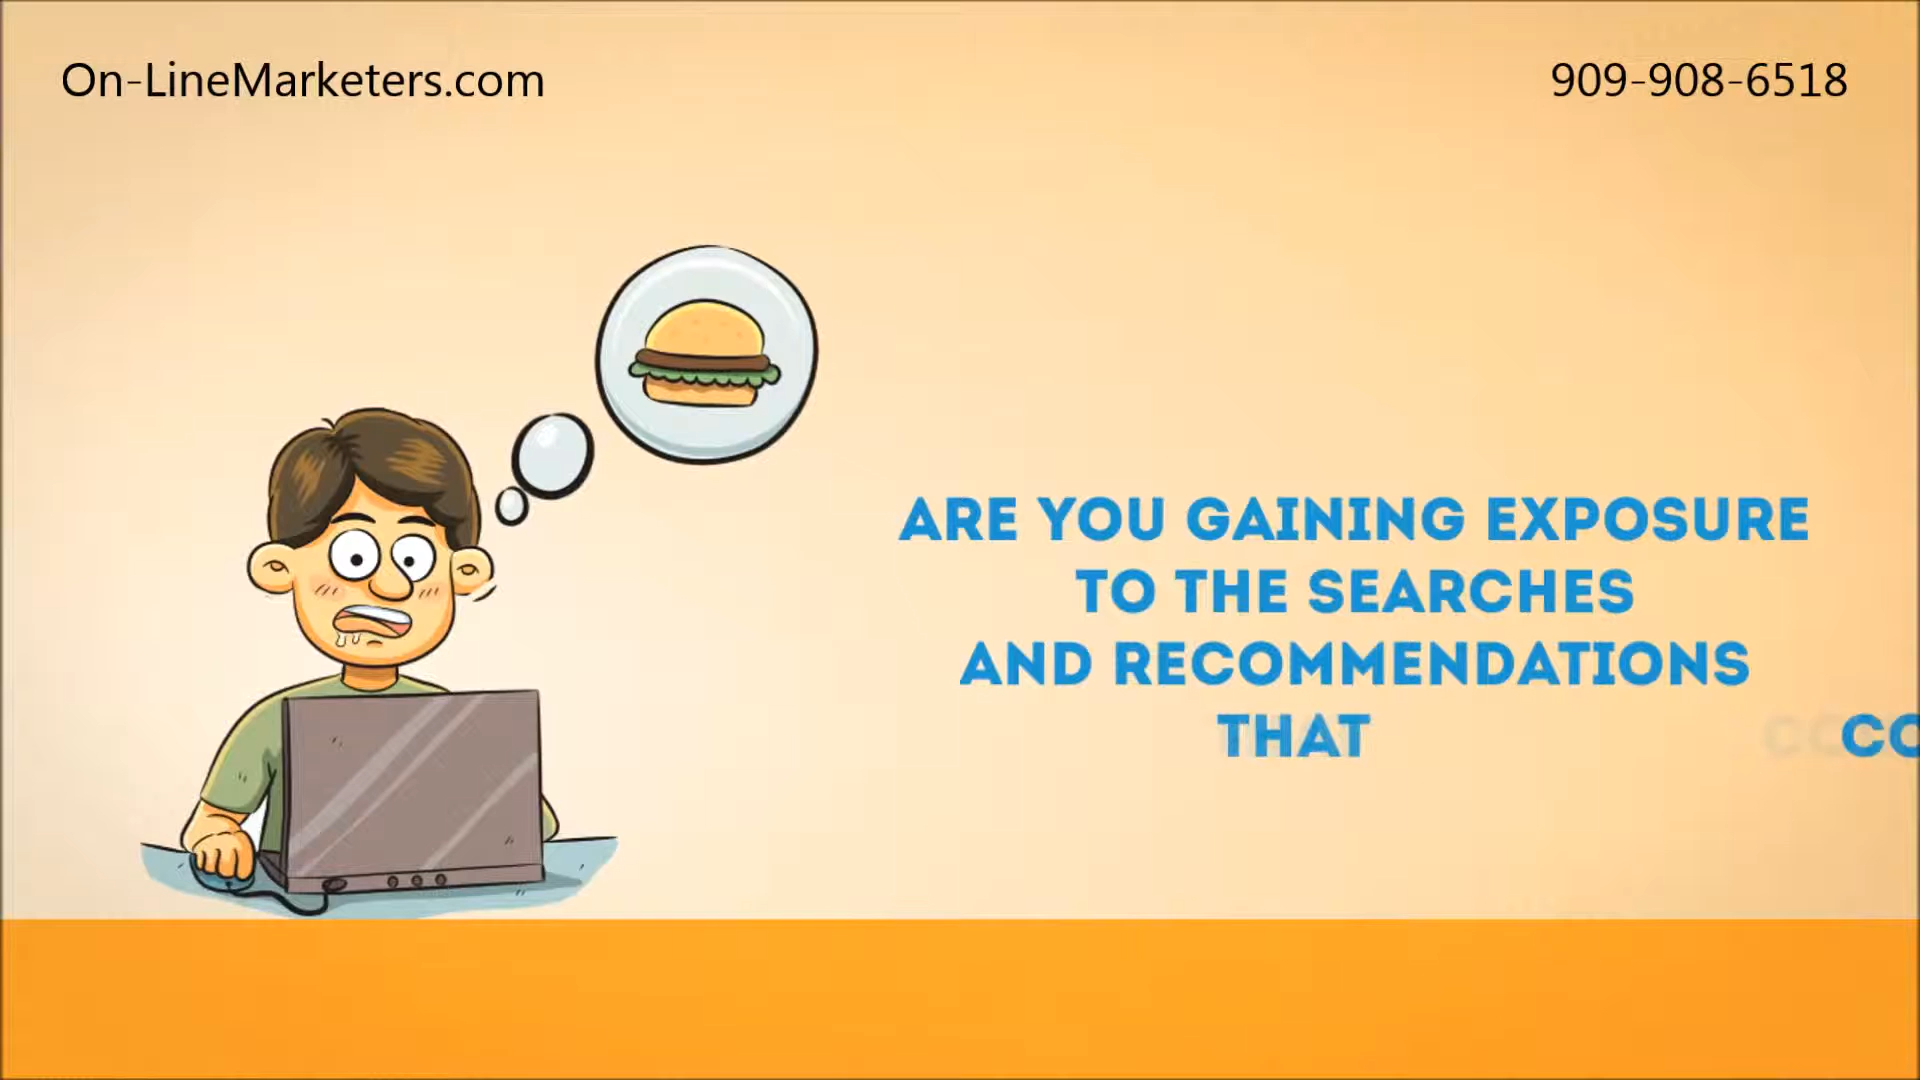 On-LineMarketers.com
909-908-6518
ARE YOU GAINING EXPOSURE
TO THE SEARCHES
AND RECOMMENDATIONS
THAT